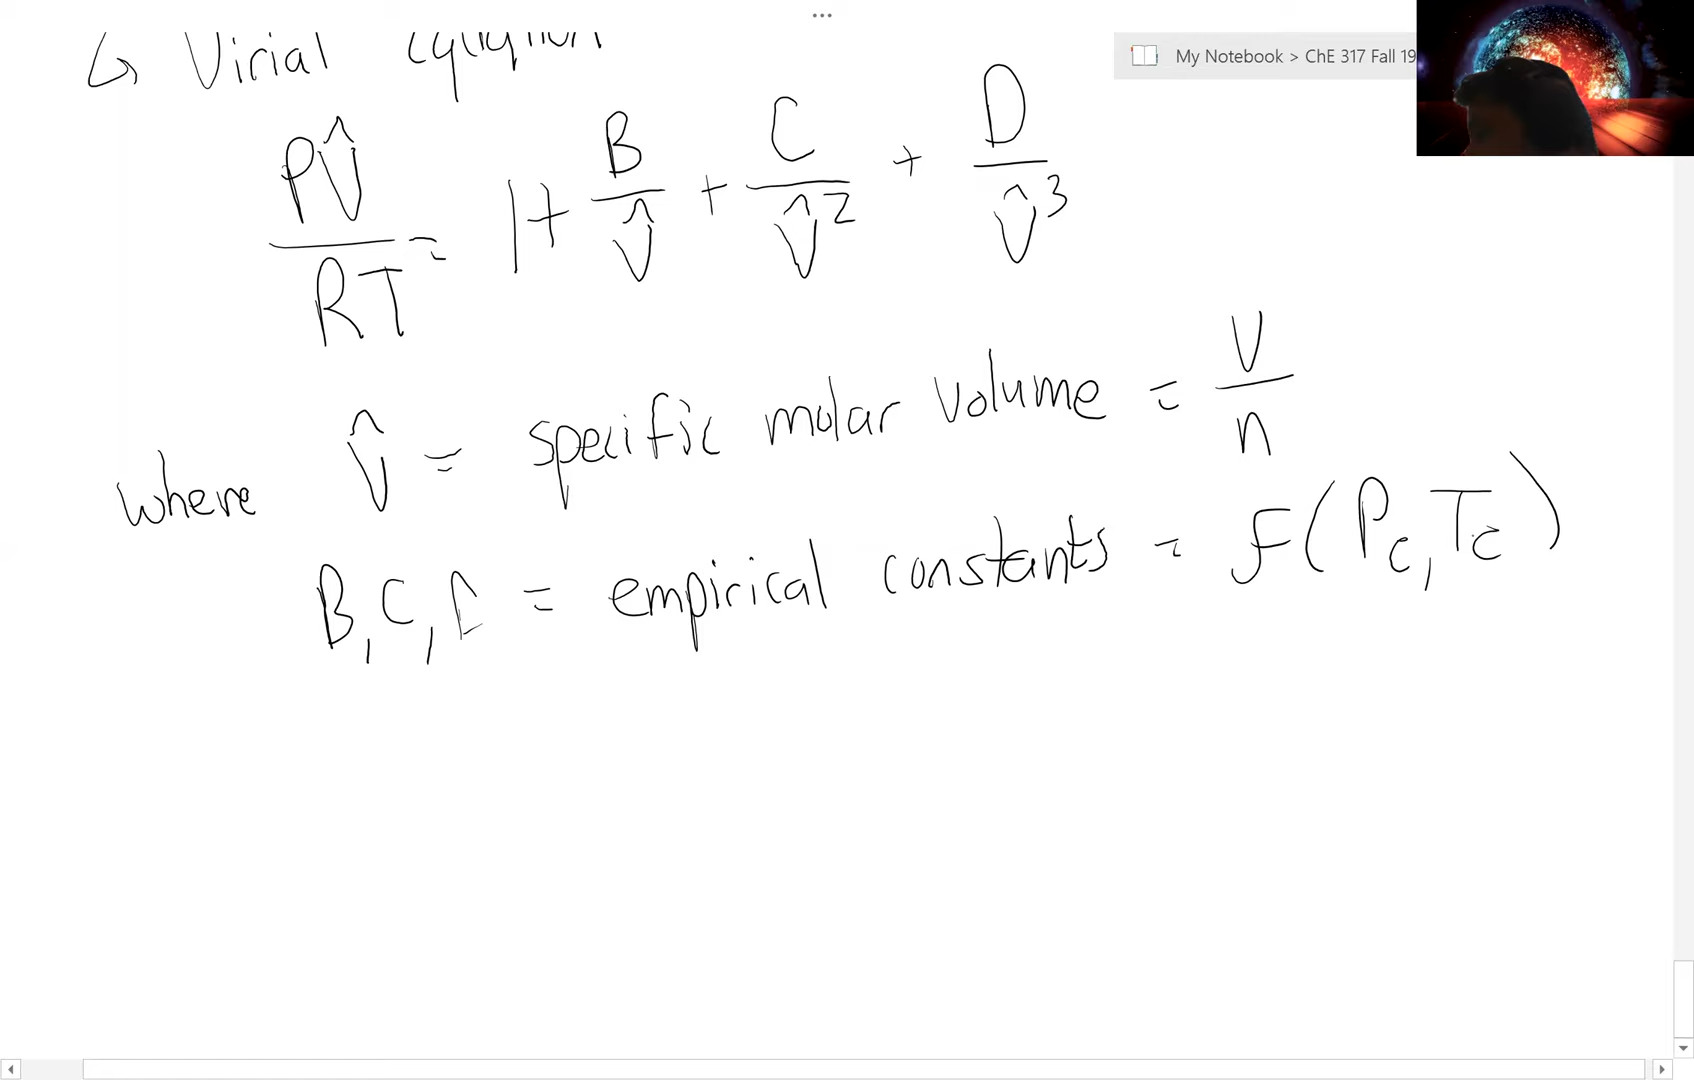 ↳ Virial Equation
My Notebook > ChE 317 Fall 19
PV̂/RT = 1 + B/V̂ + C/V̂² + D/V̂³
where V̂ = specific molar volume = V/n
B, C, D = empirical constants = F(Pc, Tc)